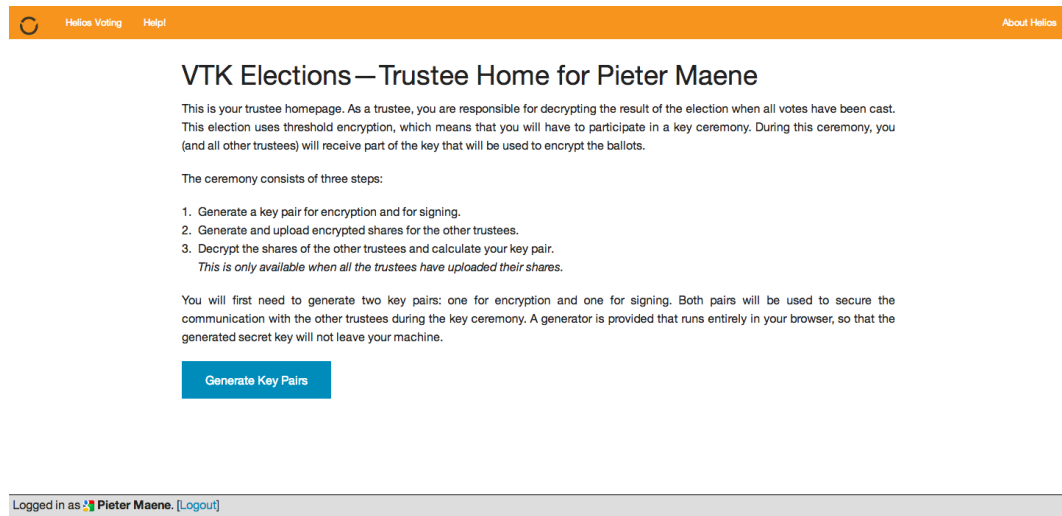 Helios Voting Help! About Helios
VTK Elections—Trustee Home for Pieter Maene
This is your trustee homepage. As a trustee, you are responsible for decrypting the result of the election when all votes have been cast.
This election uses threshold encryption, which means that you will have to participate in a key ceremony. During this ceremony, you
(and all other trustees) will receive part of the key that will be used to encrypt the ballots.
The ceremony consists of three steps:
1. Generate a key pair for encryption and for signing.
2. Generate and upload encrypted shares for the other trustees.
3. Decrypt the shares of the other trustees and calculate your key pair.
This is only available when all the trustees have uploaded their shares.
You will first need to generate two key pairs: one for encryption and one for signing. Both pairs will be used to secure the
communication with the other trustees during the key ceremony. A generator is provided that runs entirely in your browser, so that the
generated secret key will not leave your machine.
Generate Key Pairs
Logged in as Pieter Maene. [Logout]